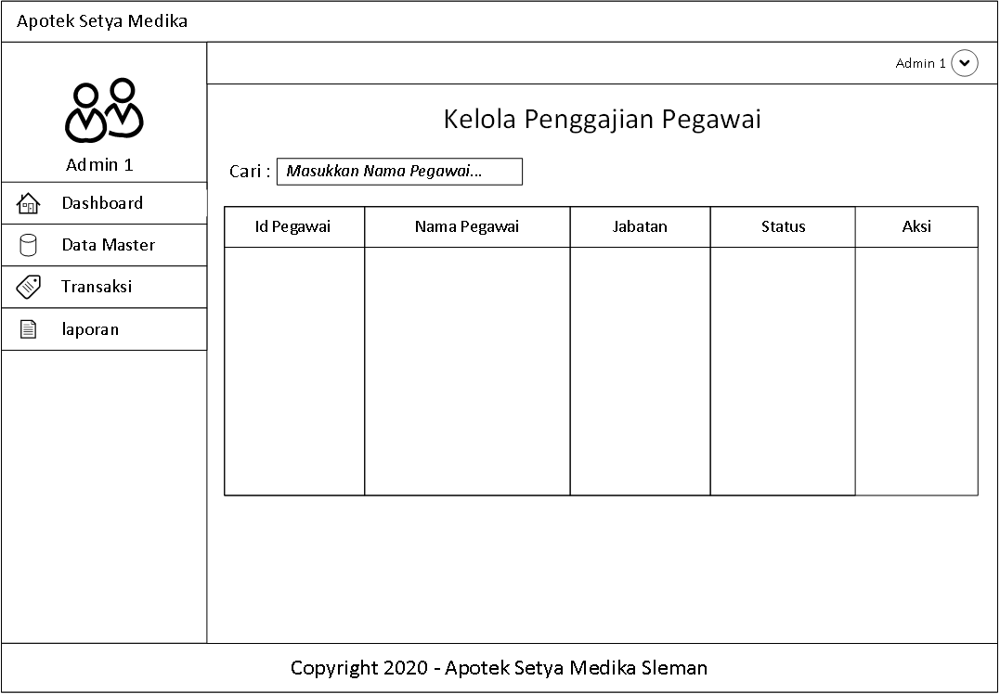 Apotek Setya Medika
Admin 1
Admin 1
Dashboard
Data Master
Transaksi
laporan
Kelola Penggajian Pegawai
Cari : Masukkan Nama Pegawai...
Id Pegawai Nama Pegawai Jabatan Status Aksi
Copyright 2020 - Apotek Setya Medika Sleman